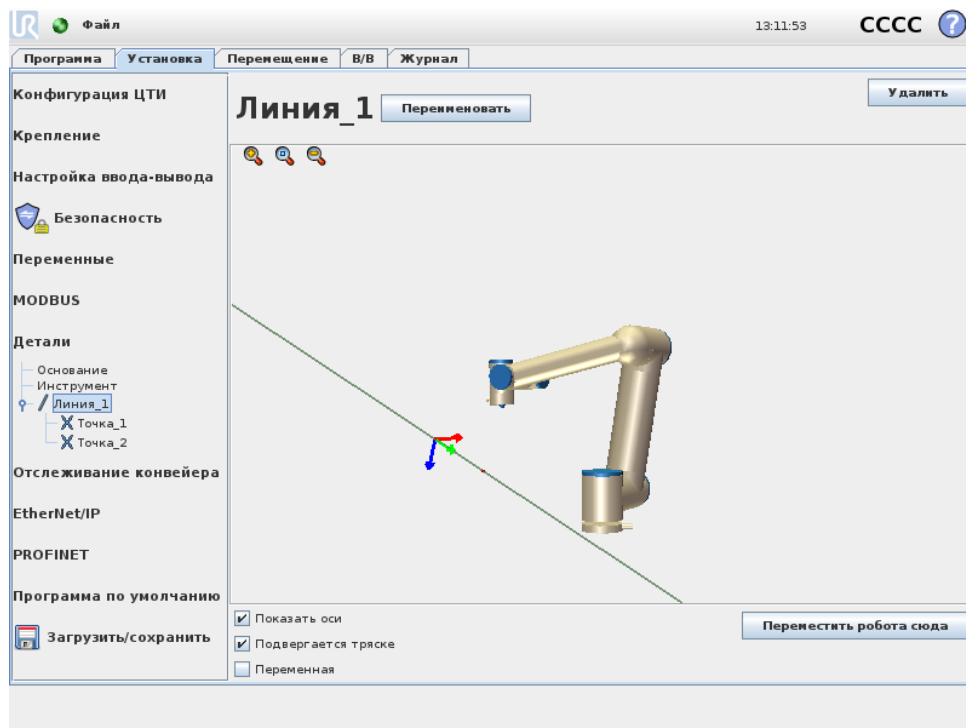 UR Файл 13:11:53 CCCC ?
Программа Установка Перемещение В/В Журнал
Конфигурация ЦТИ
Крепление
Настройка ввода-вывода
Безопасность
Переменные
MODBUS
Детали
Основание
Инструмент
Линия_1
Точка_1
Точка_2
Отслеживание конвейера
EtherNet/IP
PROFINET
Программа по умолчанию
Загрузить/сохранить
Линия_1 Переименовать Удалить
Показать оси
Подвергается тряске
Переменная
Переместить робота сюда